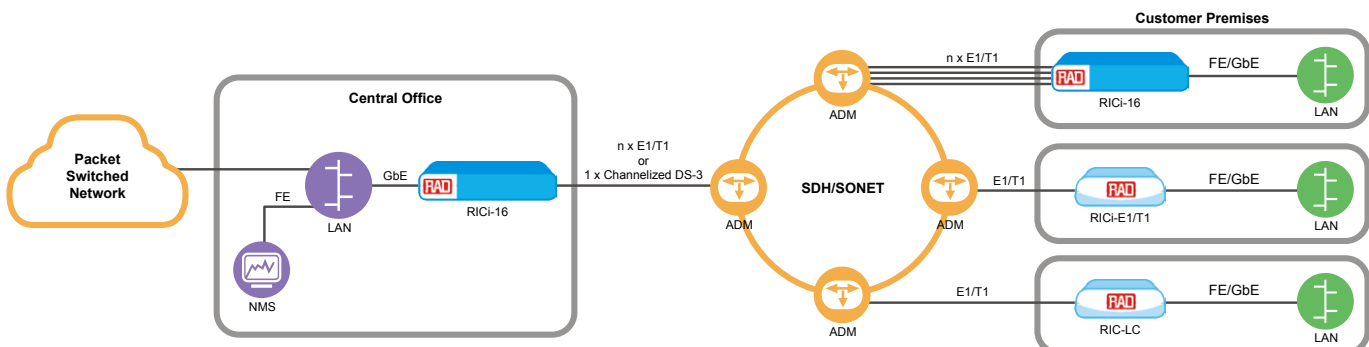 Customer Premises
Central Office
Packet
Switched
Network
FE
NMS
LAN
GbE
RAD
RICi-16
n x E1/T1
or
1 x Channelized DS-3
ADM
ADM
SDH/SONET
ADM
ADM
n x E1/T1
RAD
RICi-16
FE/GbE
LAN
E1/T1
RAD
RICi-E1/T1
FE/GbE
LAN
E1/T1
RAD
RIC-LC
FE/GbE
LAN